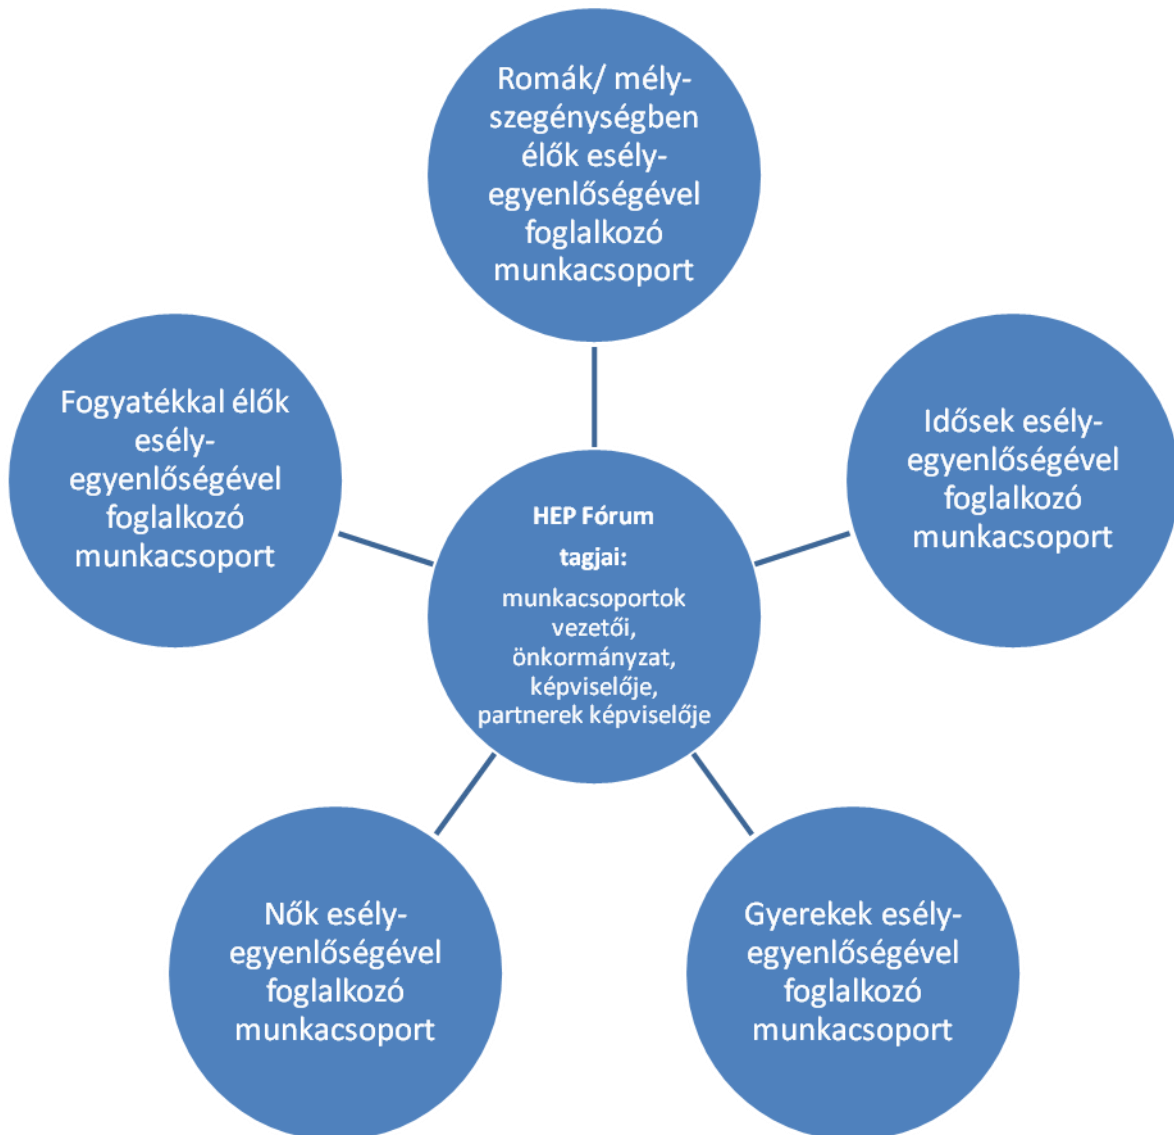 Romák/ mély-
szegénységben
élők esély-
egyenlőségével
foglalkozó
munkacsoport
Fogyatékkal élők
esély-
egyenlőségével
foglalkozó
munkacsoport
Idősek esély-
egyenlőségével
foglalkozó
munkacsoport
HEP Fórum
tagjai:
munkacsoportok
vezetői,
önkormányzat,
képviselője,
partnerek képviselője
Nők esély-
egyenlőségével
foglalkozó
munkacsoport
Gyerekek esély-
egyenlőségével
foglalkozó
munkacsoport